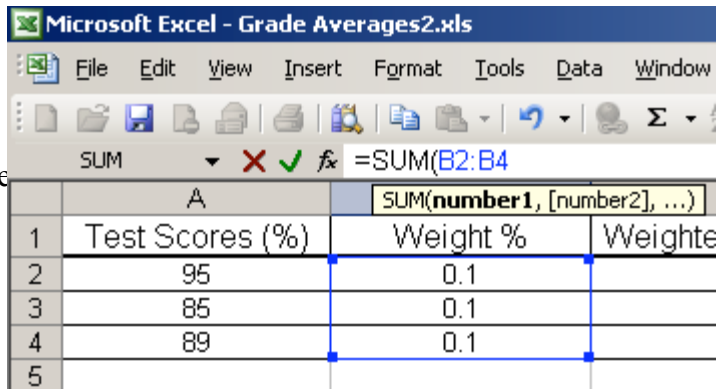 Microsoft Excel - Grade Averages2.xls
File Edit View Insert Format Tools Data Window
Σ
SUM fx =SUM(B2:B4
SUM(number1, [number2], ...)
A
1 Test Scores (%) Weight % Weighte
2 95 0.1
3 85 0.1
4 89 0.1
5